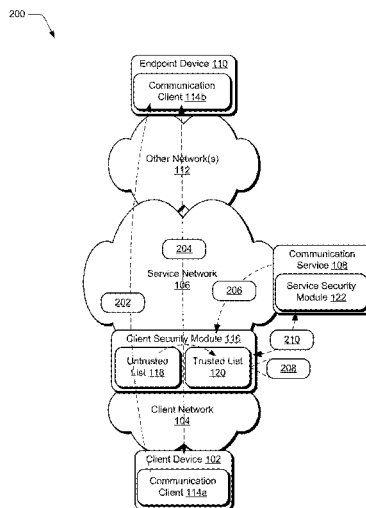 200
Endpoint Device 110
Communication
Client 114b
Other Network(s)
112
204
Service Network
106
Communication
Service 108
Service Security
Module 122
206
202
210
Client Security Module 116
Untrusted
List 118
Trusted List
120
208
Client Network
104
Client Device 102
Communication
Client 114a